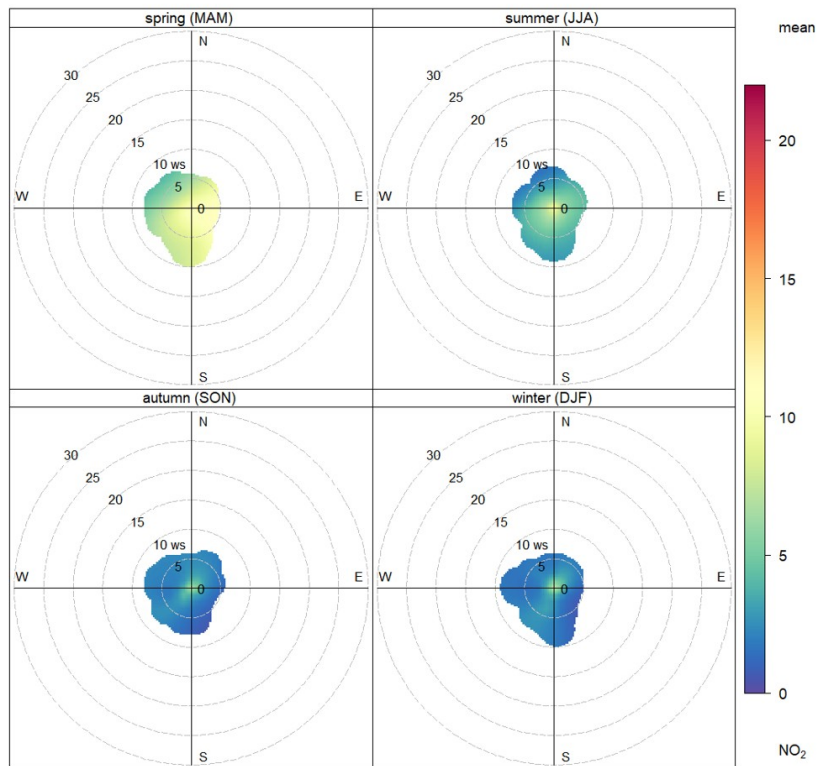 spring (MAM)
N
30
25
20
15
10 ws
5
0
W
E
S
summer (JJA)
N
30
25
20
15
10 ws
5
0
W
E
S
autumn (SON)
N
30
25
20
15
10 ws
5
0
W
E
S
winter (DJF)
N
30
25
20
15
10 ws
5
0
W
E
S
mean
20
15
10
5
0
NO₂